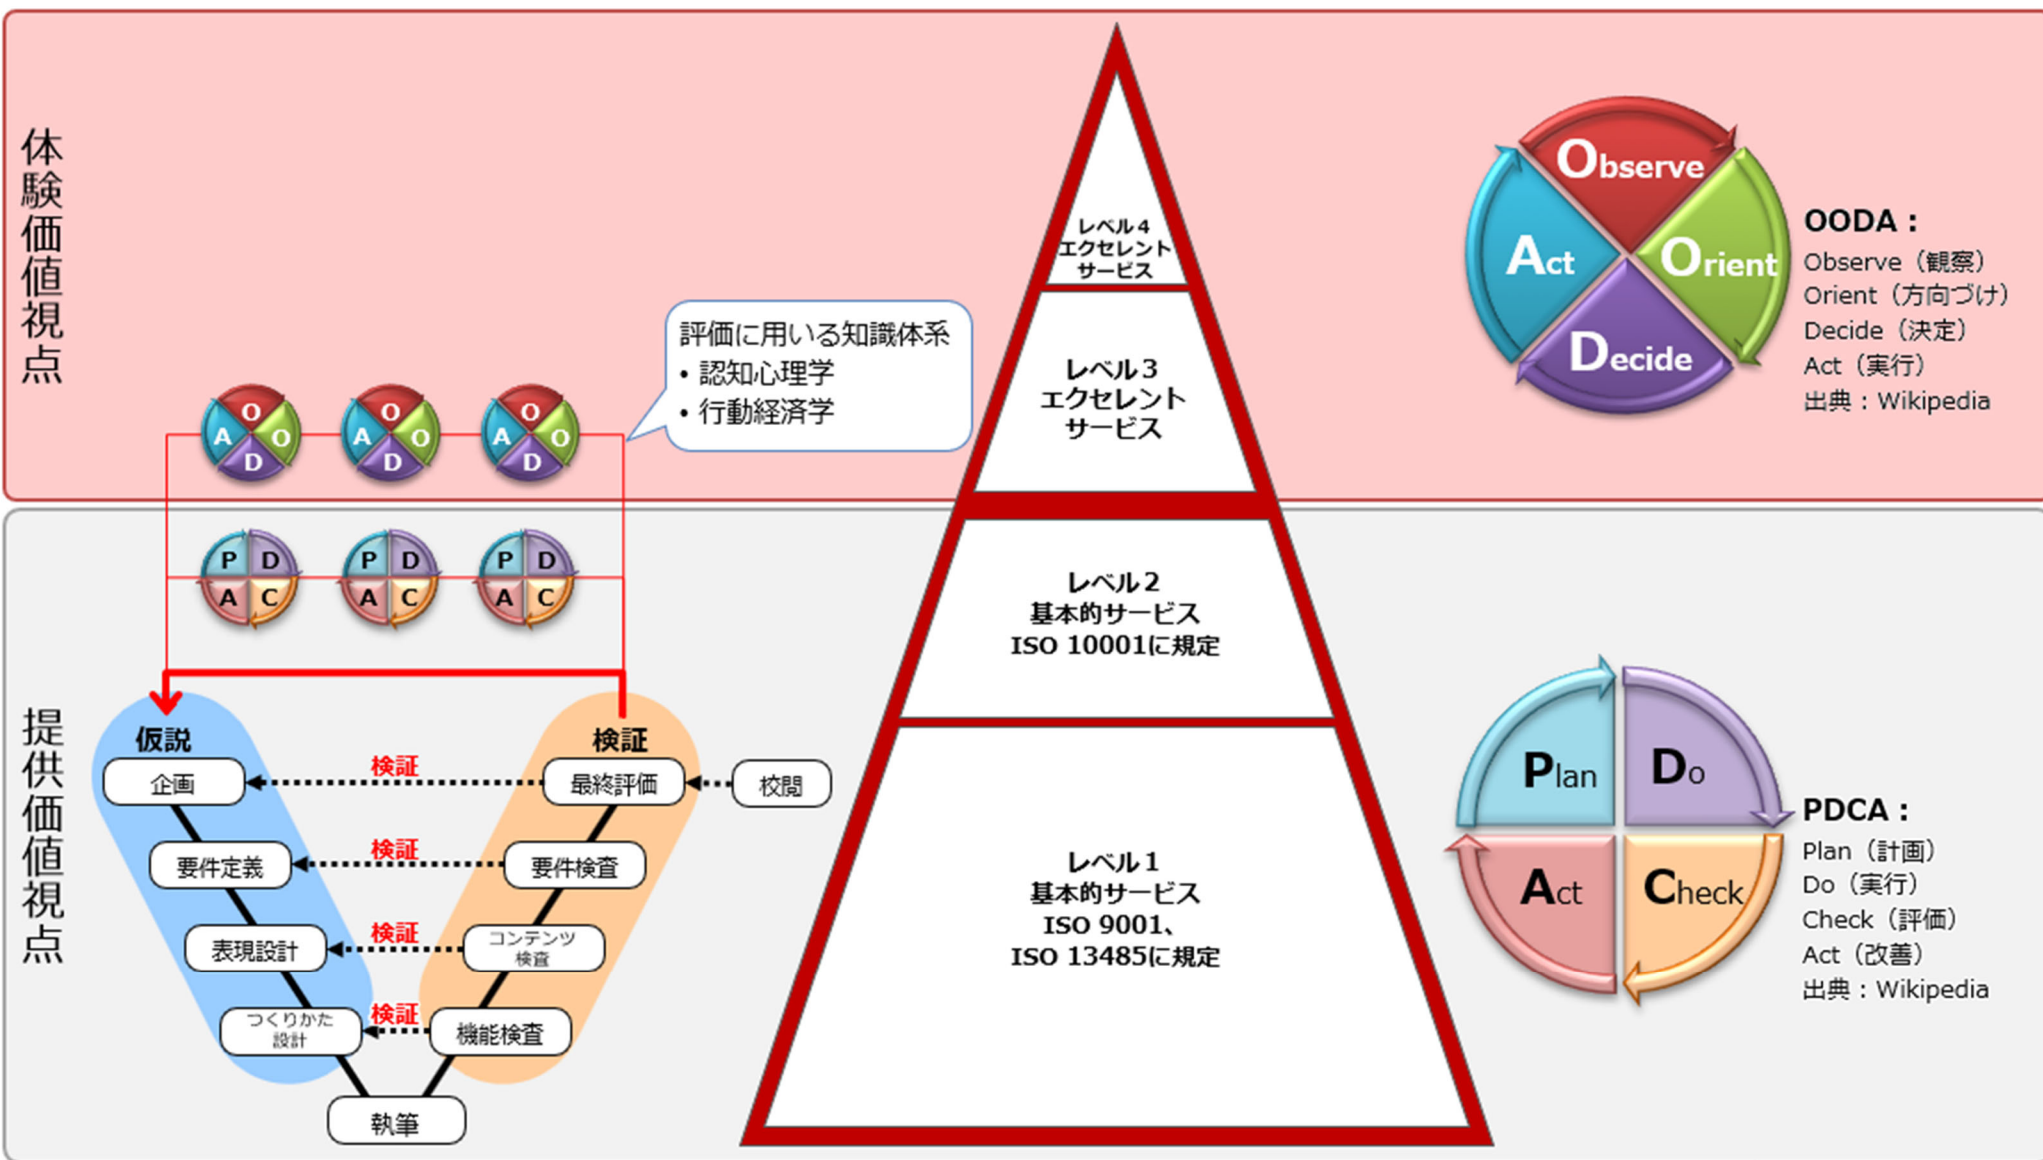 体験価値視点
レベル4
エクセレント
サービス
レベル3
エクセレント
サービス
Observe
Orient
Decide
Act
OODA：
Observe（観察）
Orient（方向づけ）
Decide（決定）
Act（実行）
出典：Wikipedia
評価に用いる知識体系
• 認知心理学
• 行動経済学
O
O
D
A
O
O
D
A
O
O
D
A
提供価値視点
P
D
A
C
P
D
A
C
P
D
A
C
仮説
検証
企画
検証
最終評価
校閲
要件定義
検証
要件検査
表現設計
検証
コンテンツ
検査
つくりかた
設計
検証
機能検査
執筆
レベル2
基本的サービス
ISO 10001に規定
レベル1
基本的サービス
ISO 9001、
ISO 13485に規定
Plan
Do
Act
Check
PDCA：
Plan（計画）
Do（実行）
Check（評価）
Act（改善）
出典：Wikipedia